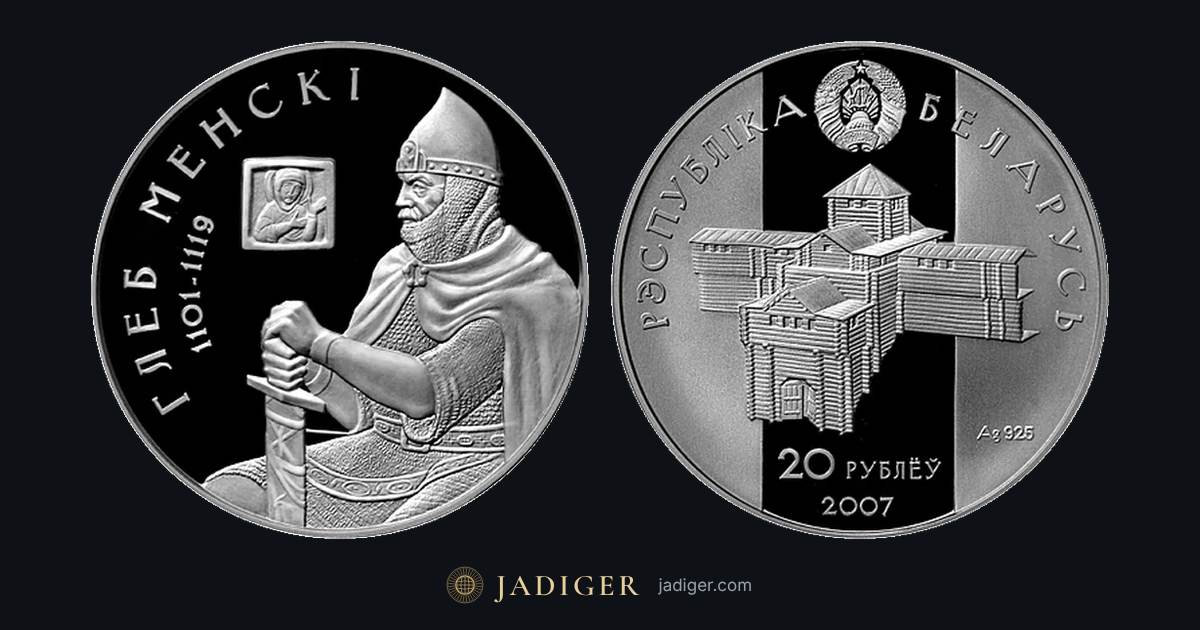 ГЛЕБ МЕНСКІ
1101-1119
РЭСПУБЛІКА БЕЛАРУСЬ
Ag 925
20 РУБЛЁЎ
2007
JADIGER jadiger.com